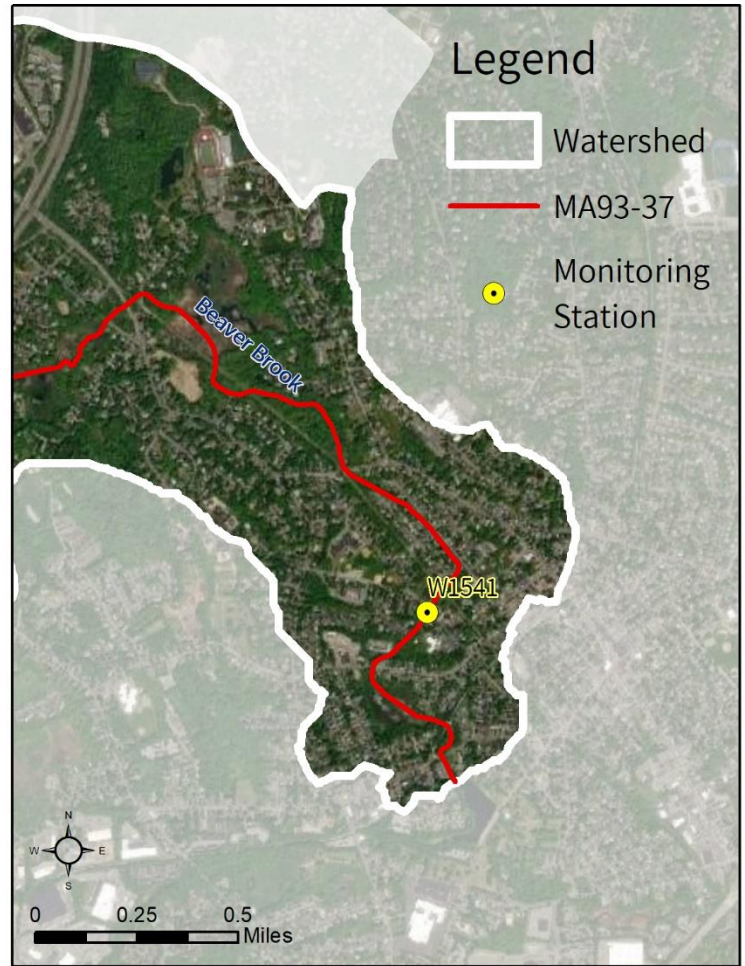 Legend
Watershed
MA93-37
Monitoring
Station
Beaver Brook
W1541
N
W E
S
0 0.25 0.5
Miles